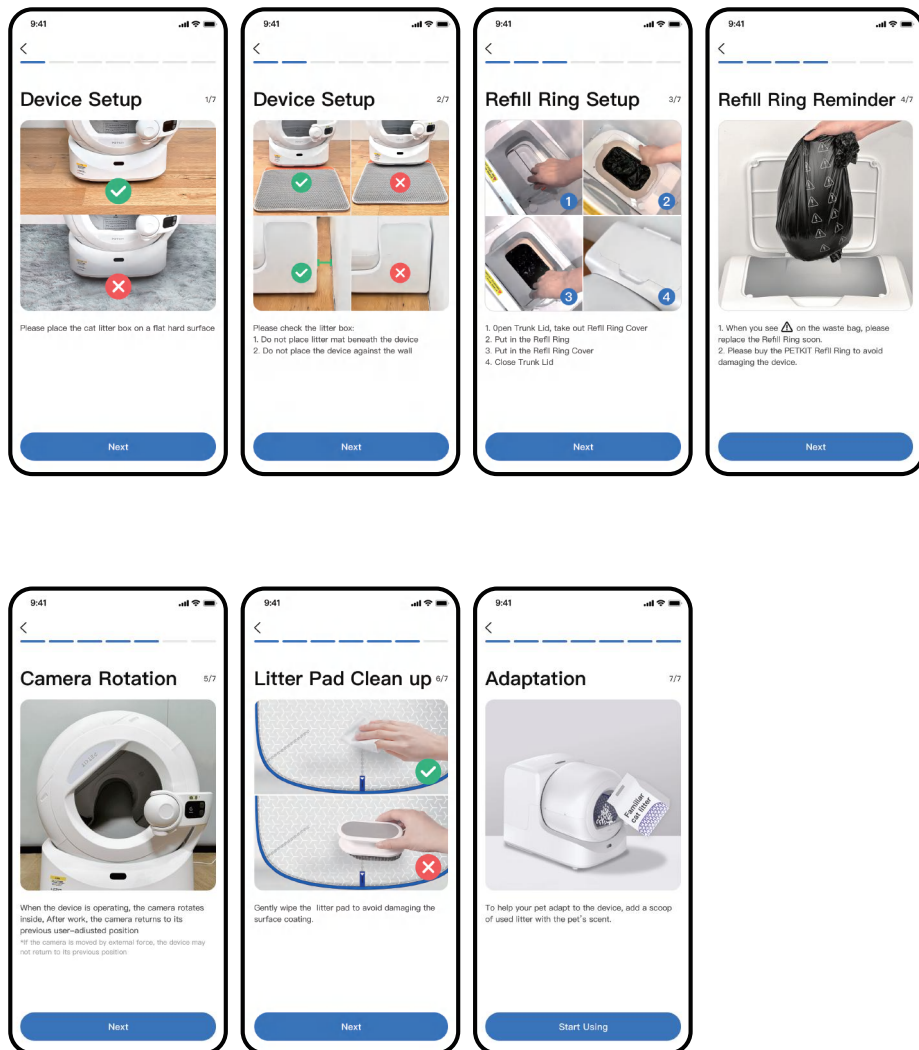 9:41
Device Setup 1/7
Please place the cat litter box on a flat hard surface
Next
9:41
Device Setup 2/7
Please check the litter box:
1. Do not place litter mat beneath the device
2. Do not place the device against the wall
Next
9:41
Refill Ring Setup 3/7
1
2
3
4
1. Open Trunk Lid, take out Refil Ring Cover
2. Put in the Refil Ring
3. Put in the Refil Ring Cover
4. Close Trunk Lid
Next
9:41
Refill Ring Reminder 4/7
1. When you see ⚠ on the waste bag, please
replace the Refill Ring soon.
2. Please buy the PETKIT Refil Ring to avoid
damaging the device.
Next
9:41
Camera Rotation 5/7
When the device is operating, the camera rotates
inside, After work, the camera returns to its
previous user-adiusted position
*If the camera is moved by external force, the device may
not return to its previous position
Next
9:41
Litter Pad Clean up 6/7
Gently wipe the litter pad to avoid damaging the
surface coating.
Next
9:41
Adaptation 7/7
Familiar
cat litter
To help your pet adapt to the device, add a scoop
of used litter with the pet's scent.
Start Using